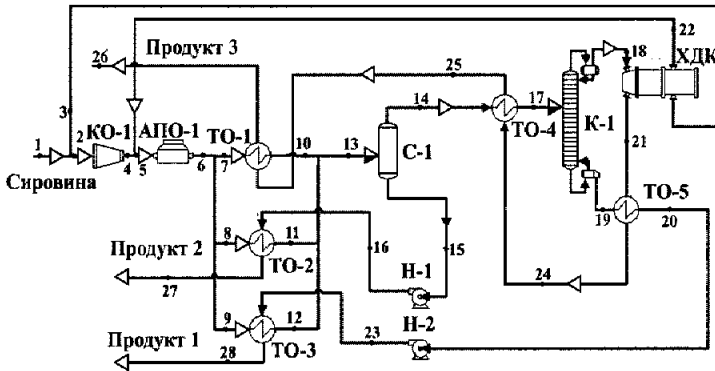 22
Продукт 3
26
25
18
ХДК
3
14
17
К-1
КО-1
АПО-1
ТО-1
ТО-4
1
2
4
5
6
7
10
13
С-1
21
Сировина
ТО-5
19
20
8
11
16
15
Продукт 2
ТО-2
Н-1
24
27
9
12
23
Н-2
Продукт 1
28
ТО-3